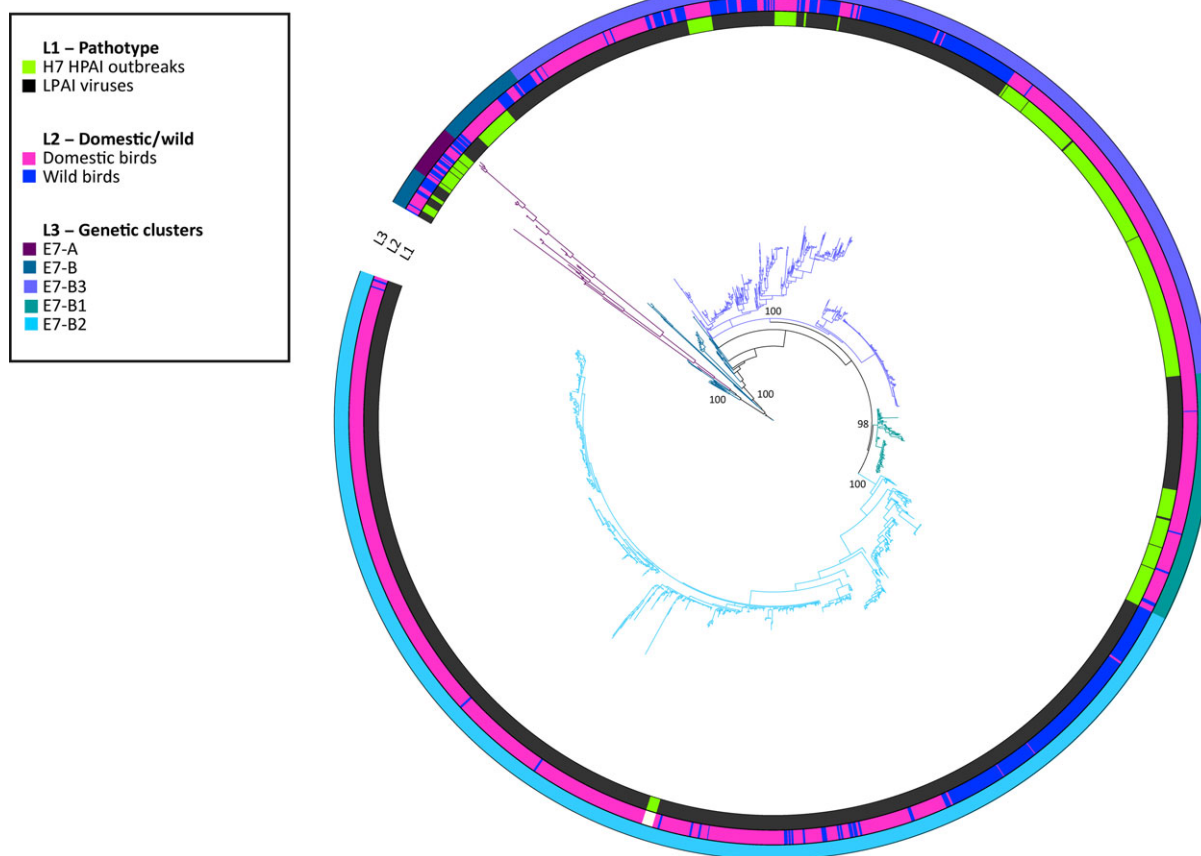 L1 – Pathotype
H7 HPAI outbreaks
LPAI viruses
L2 – Domestic/wild
Domestic birds
Wild birds
L3 – Genetic clusters
E7-A
E7-B
E7-B3
E7-B1
E7-B2
L3
L2
L1
100
100
100
98
100